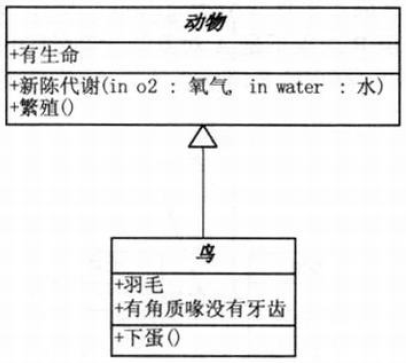 动物
+有生命
+新陈代谢(in o2 : 氧气, in water : 水)
+繁殖()
鸟
+羽毛
+有角质喙没有牙齿
+下蛋()